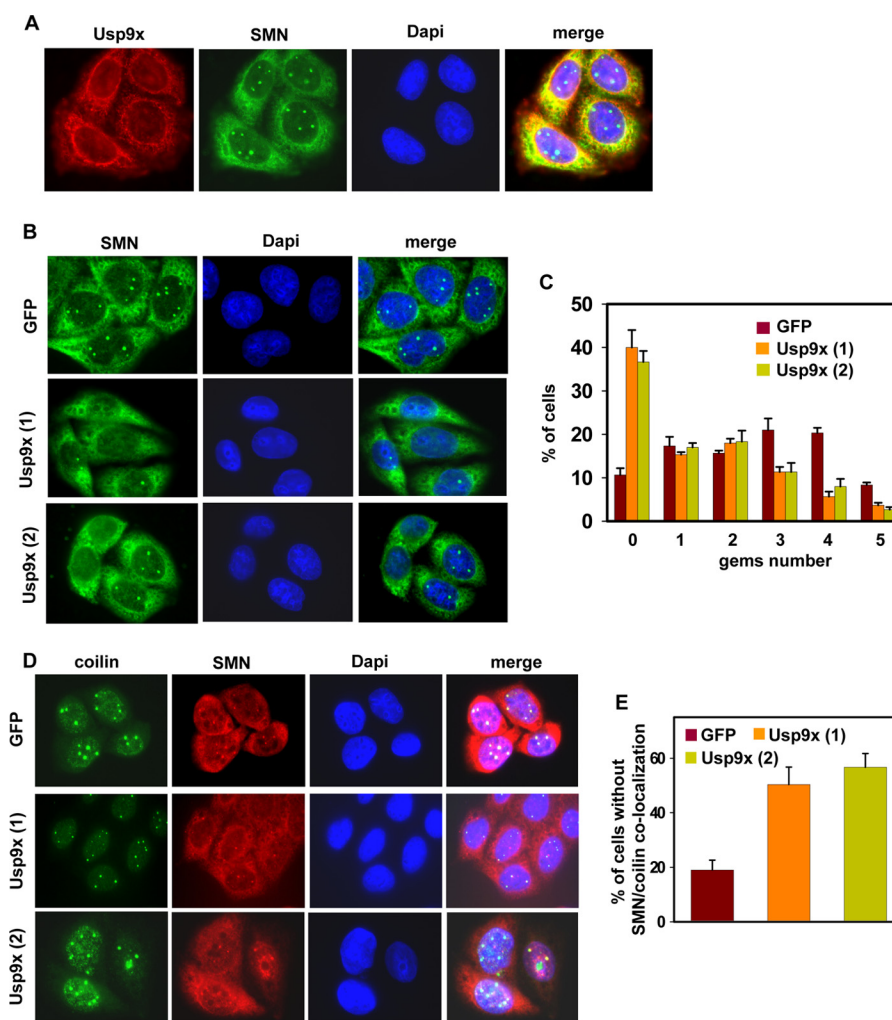 A
Usp9x SMN Dapi merge
B
SMN Dapi merge
GFP
Usp9x (1)
Usp9x (2)
C
% of cells
50
40
30
20
10
0
GFP
Usp9x (1)
Usp9x (2)
0 1 2 3 4 5
gems number
D
coilin SMN Dapi merge
GFP
Usp9x (1)
Usp9x (2)
E
% of cells without
SMN/coilin co-localization
60
40
20
0
GFP Usp9x (1)
Usp9x (2)